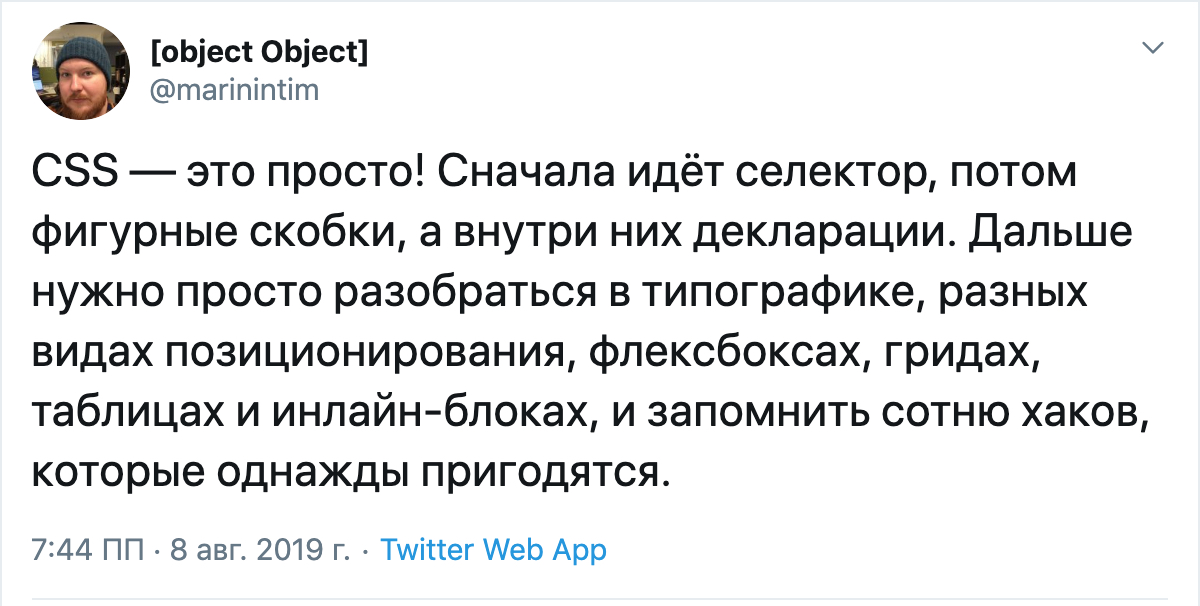 [object Object]
@marinintim
CSS — это просто! Сначала идёт селектор, потом
фигурные скобки, а внутри них декларации. Дальше
нужно просто разобраться в типографике, разных
видах позиционирования, флексбоксах, гридах,
таблицах и инлайн-блоках, и запомнить сотню хаков,
которые однажды пригодятся.
7:44 ПП · 8 авг. 2019 г. · Twitter Web App